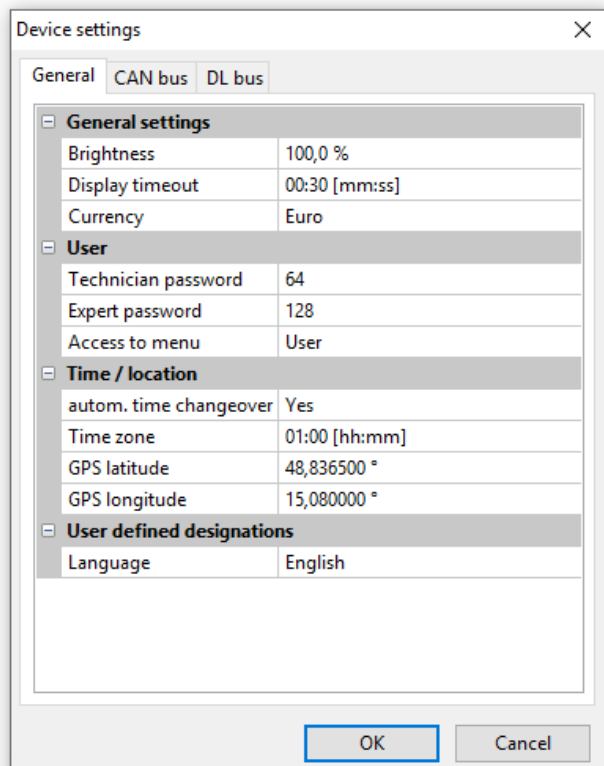 Device settings
General CAN bus DL bus
General settings
Brightness 100,0 %
Display timeout 00:30 [mm:ss]
Currency Euro
User
Technician password 64
Expert password 128
Access to menu User
Time / location
autom. time changeover Yes
Time zone 01:00 [hh:mm]
GPS latitude 48,836500 °
GPS longitude 15,080000 °
User defined designations
Language English
OK Cancel